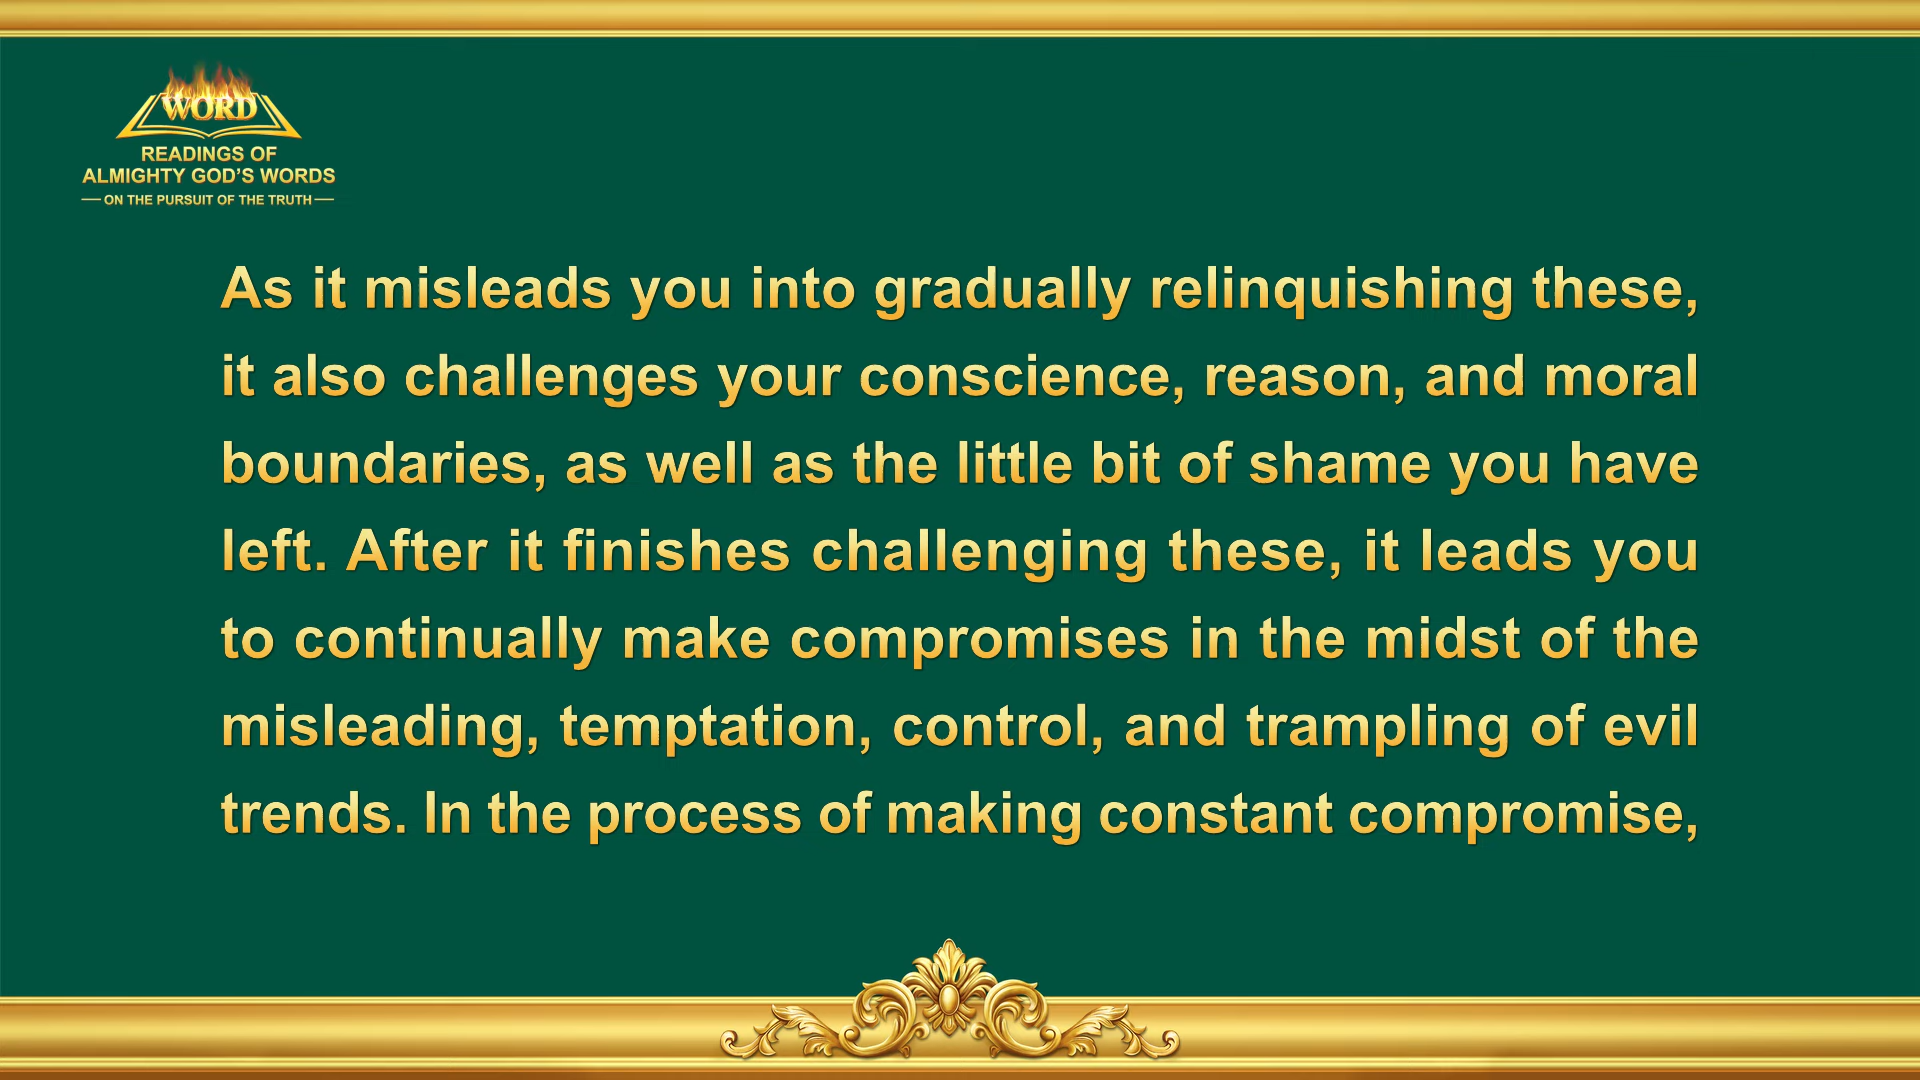 WORD
READINGS OF
ALMIGHTY GOD'S WORDS
— ON THE PURSUIT OF THE TRUTH —
As it misleads you into gradually relinquishing these,
it also challenges your conscience, reason, and moral
boundaries, as well as the little bit of shame you have
left. After it finishes challenging these, it leads you
to continually make compromises in the midst of the
misleading, temptation, control, and trampling of evil
trends. In the process of making constant compromise,